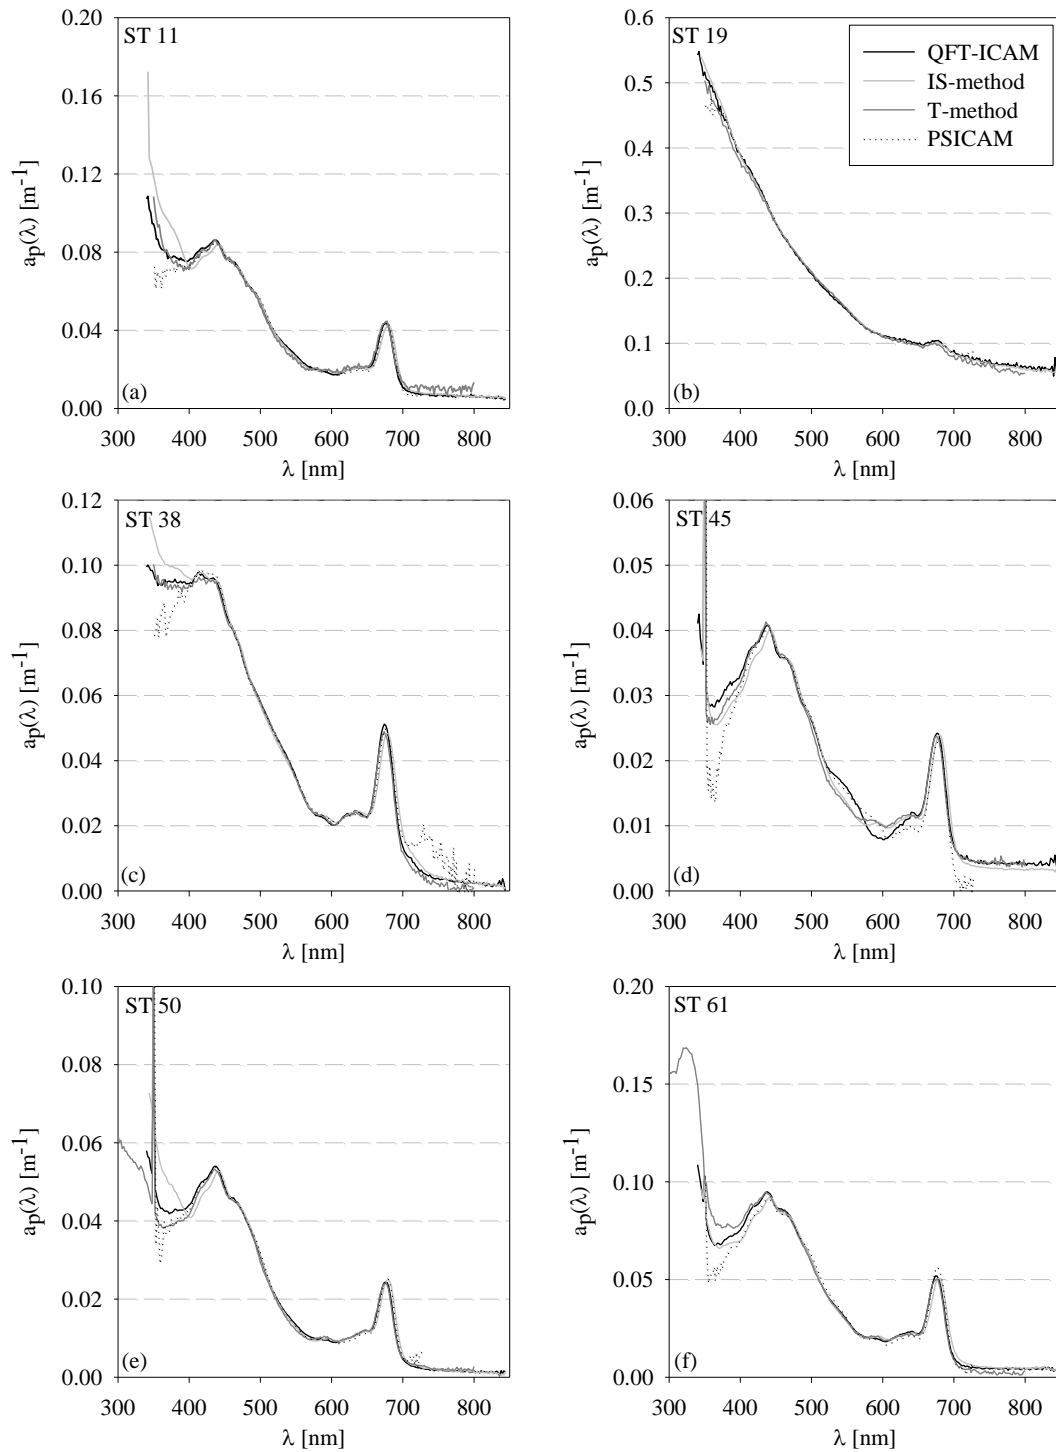 ST 11
0.20
0.16
0.12
0.08
0.04
0.00
aₚ(λ) [m⁻¹]
(a)
300 400 500 600 700 800
λ [nm]
ST 19
QFT-ICAM
IS-method
T-method
PSICAM
0.6
0.5
0.4
0.3
0.2
0.1
0.0
aₚ(λ) [m⁻¹]
(b)
300 400 500 600 700 800
λ [nm]
ST 38
0.12
0.10
0.08
0.06
0.04
0.02
0.00
aₚ(λ) [m⁻¹]
(c)
300 400 500 600 700 800
λ [nm]
ST 45
0.06
0.05
0.04
0.03
0.02
0.01
0.00
aₚ(λ) [m⁻¹]
(d)
300 400 500 600 700 800
λ [nm]
ST 50
0.10
0.08
0.06
0.04
0.02
0.00
aₚ(λ) [m⁻¹]
(e)
300 400 500 600 700 800
λ [nm]
ST 61
0.20
0.15
0.10
0.05
0.00
aₚ(λ) [m⁻¹]
(f)
300 400 500 600 700 800
λ [nm]